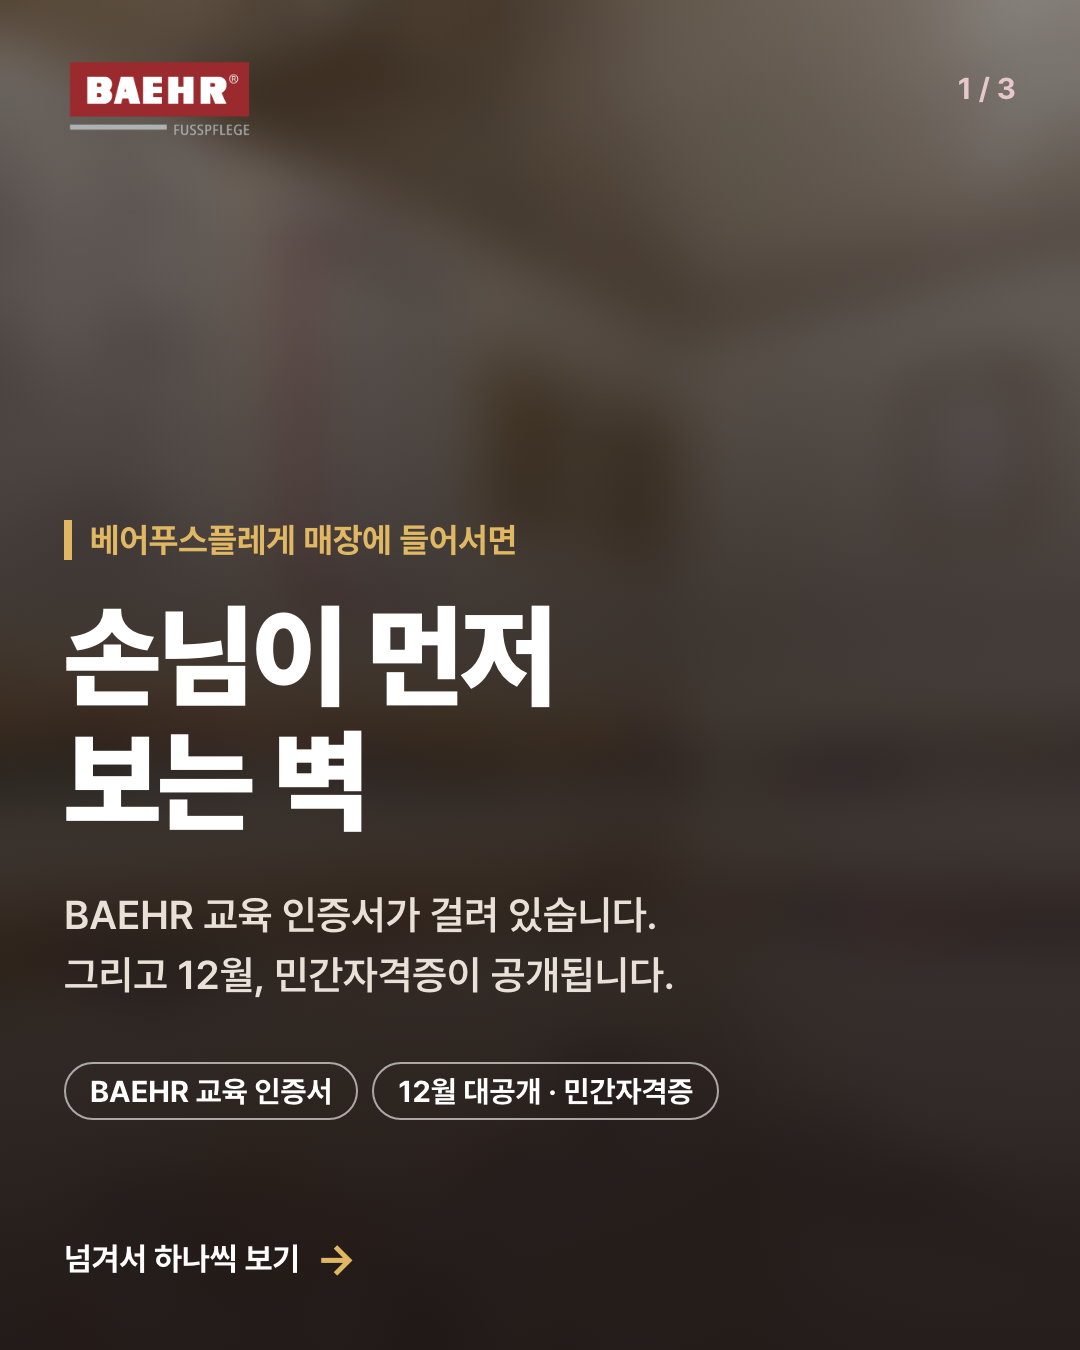 BAEHR®
FUSSPFLEGE
1 / 3
베어푸스플레게 매장에 들어서면
손님이 먼저
보는 벽
BAEHR 교육 인증서가 걸려 있습니다.
그리고 12월, 민간자격증이 공개됩니다.
BAEHR 교육 인증서
12월 대공개 · 민간자격증
넘겨서 하나씩 보기 →